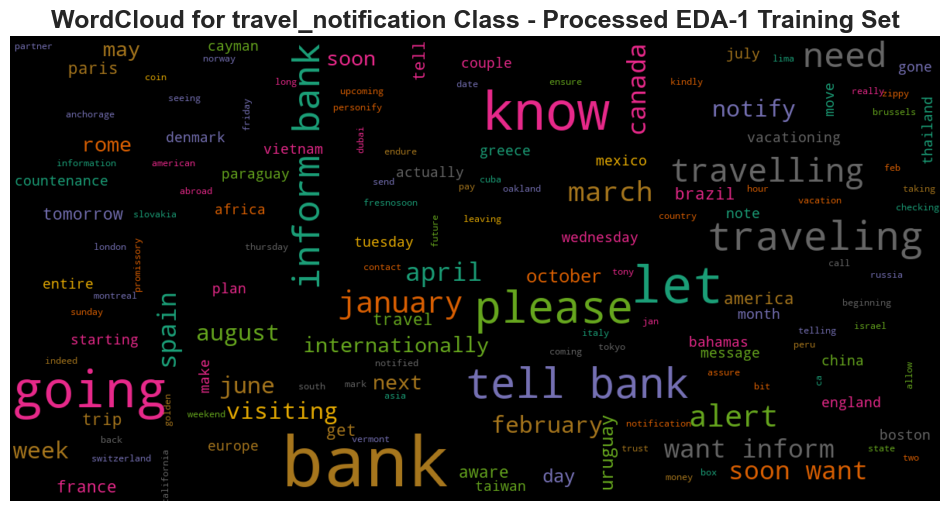 WordCloud for travel_notification Class - Processed EDA-1 Training Set
partner
may
cayman
norway
soon
tell
couple
canada
need
july
lima
gone
paris
coin
long
upcoming
date
ensure
know
kindly
move
really
zippy
seeing
friday
inform bank
personify
notify
brussels
thailand
anchorage
denmark
dubai
vacationing
rome
vietnam
endure
greece
mexico
travelling
feb
information
american
paraguay
actually
countenance
abroad
send
cuba
oakland
march
brazil
hour
taking
pay
vacation
checking
tomorrow
slovakia
africa
fresnosoon
leaving
country
note
traveling
london
promissory
thursday
tuesday
future
wednesday
call
russia
entire
contact
april
october
tony
let
montreal
plan
january
please
america
beginning
sunday
spain
travel
jan
month
telling
israel
starting
august
internationally
italy
bahamas
peru
indeed
make
coming
tokyo
message
china
allow
going
june
south
notified
mark
next
asia
tell bank
assure
bit
ca
england
trip
golden
weekend
visiting
february
uruguay
notification
alert
week
back
get
vermont
boston
switzerland
california
europe
bank
aware
day
trust
want inform
state
two
france
taiwan
money
box
soon want